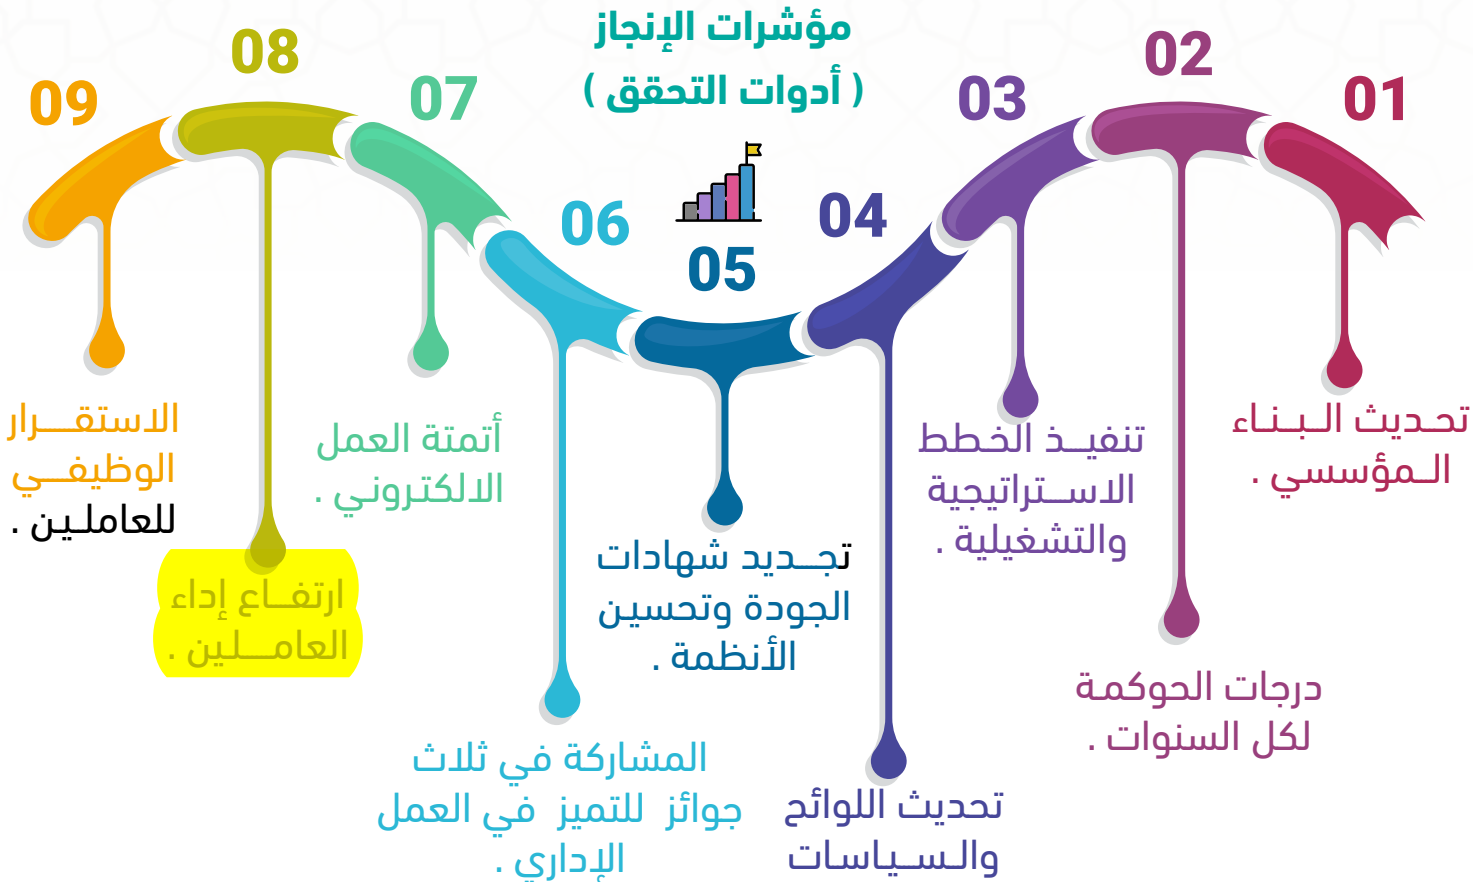 مؤشرات الإنجاز
( أدوات التحقق )
01
تحديث البناء
المؤسسي .
02
درجات الحوكمة
لكل السنوات .
03
تنفيذ الخطط
الاستراتيجية
والتشغيلية .
04
تحديث اللوائح
والسياسات
05
تجديد شهادات
الجودة وتحسين
الأنظمة .
06
المشاركة في ثلاث
جوائز للتميز في العمل
الإداري .
07
أتمتة العمل
الالكتروني .
08
ارتفاع إداء
العاملين .
09
الاستقرار
الوظيفي
للعاملين .